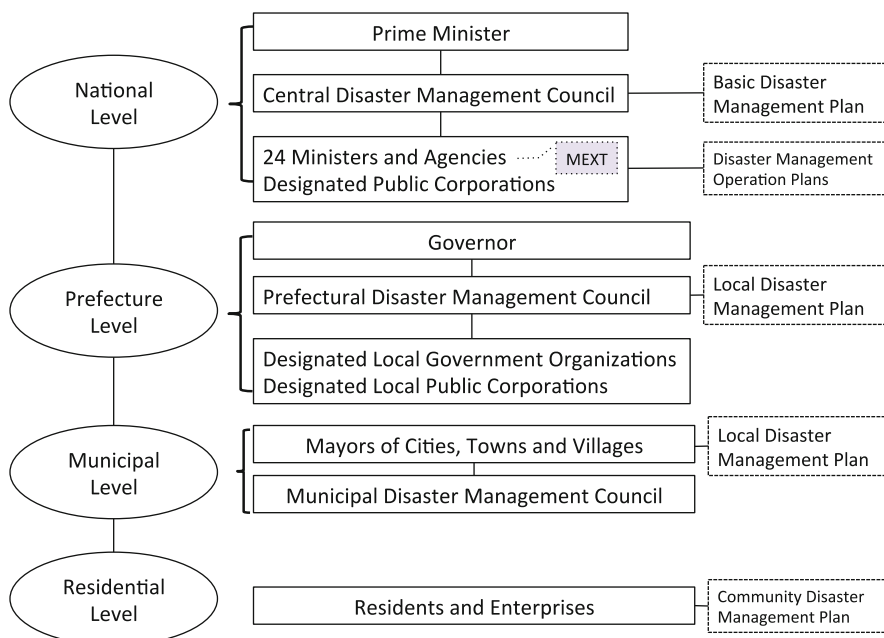 National
Level
Prime Minister
Central Disaster Management Council
Basic Disaster
Management Plan
24 Ministers and Agencies
MEXT
Designated Public Corporations
Disaster Management
Operation Plans
Prefecture
Level
Governor
Prefectural Disaster Management Council
Local Disaster
Management Plan
Designated Local Government Organizations
Designated Local Public Corporations
Municipal
Level
Mayors of Cities, Towns and Villages
Local Disaster
Management Plan
Municipal Disaster Management Council
Residential
Level
Residents and Enterprises
Community Disaster
Management Plan